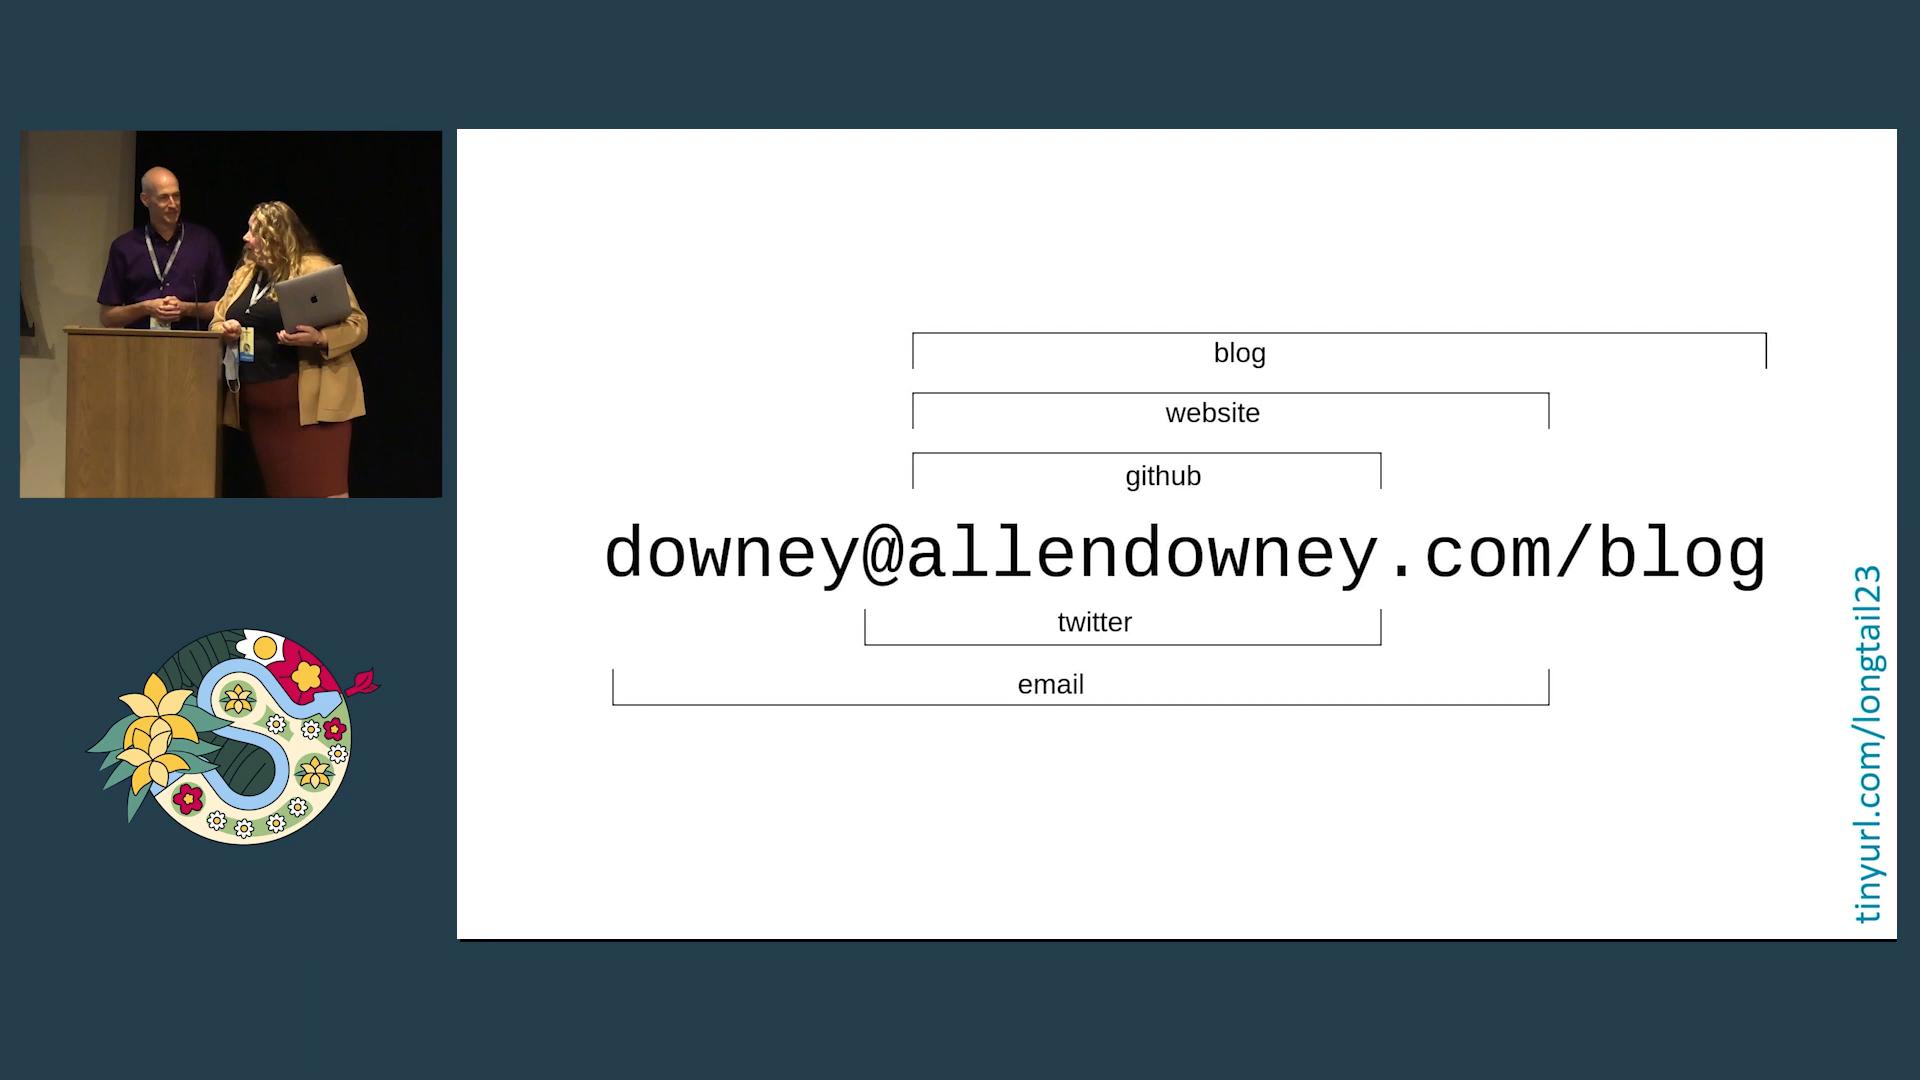 blog
website
github
downey@allendowney.com/blog
twitter
email
tinyurl.com/longtail23